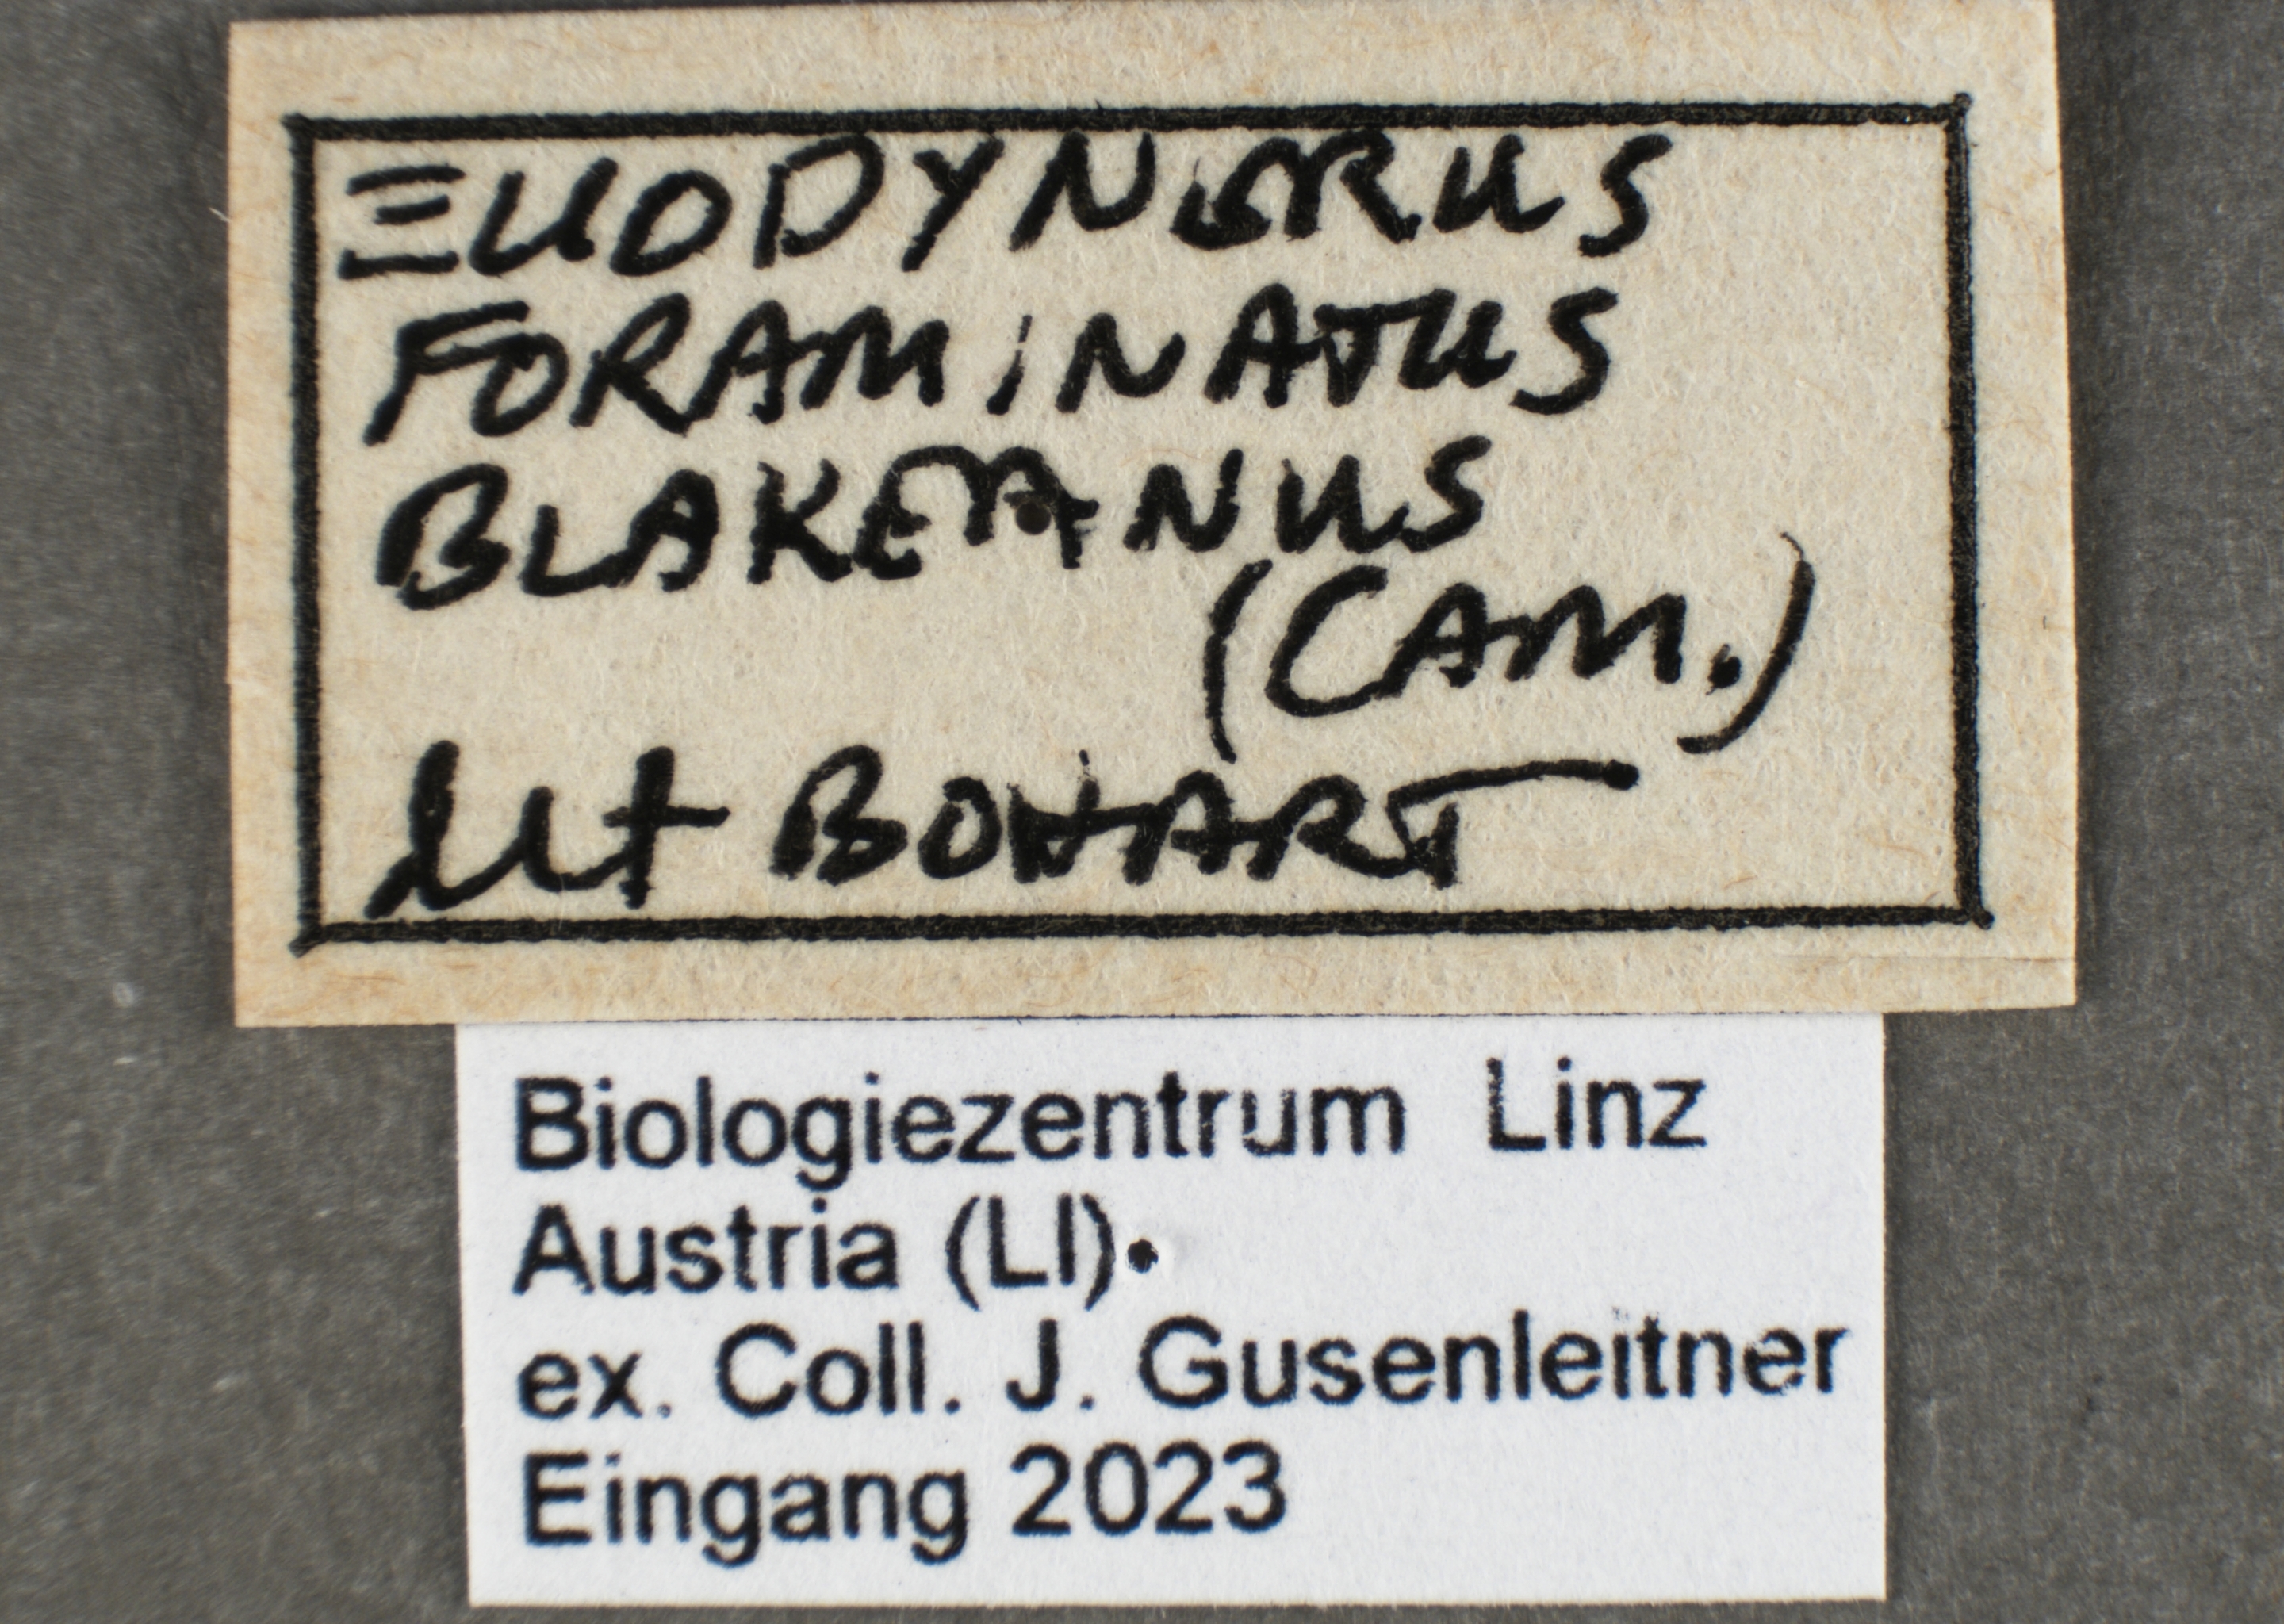 EUODYNERUS
FORAMINATUS
BLAKEANUS
(CAM.)
det BOHART
Biologiezentrum Linz
Austria (LI)
ex. Coll. J. Gusenleitner
Eingang 2023